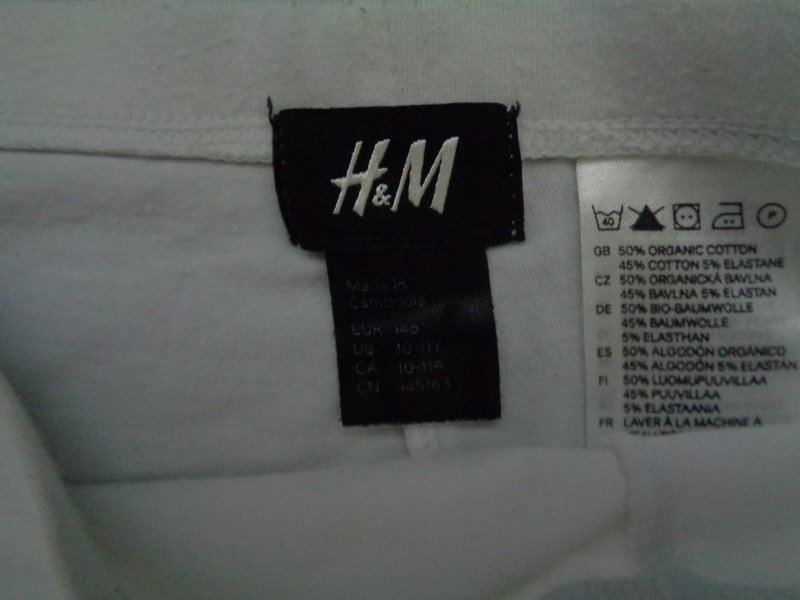 H&M
Made in
Cambodia
EUR 146
US 10-11Y
CA 10-11A
CN 145/63
40
P
GB 50% ORGANIC COTTON
45% COTTON 5% ELASTANE
CZ 50% ORGANICKÁ BAVLNA
45% BAVLNA 5% ELASTAN
DE 50% BIO-BAUMWOLLE
45% BAUMWOLLE
5% ELASTHAN
ES 50% ALGODÓN ORGÁNICO
45% ALGODÓN 5% ELASTÁN
FI 50% LUOMUPUUVILLAA
45% PUUVILLAA
5% ELASTAANIA
FR LAVER À LA MACHINE À